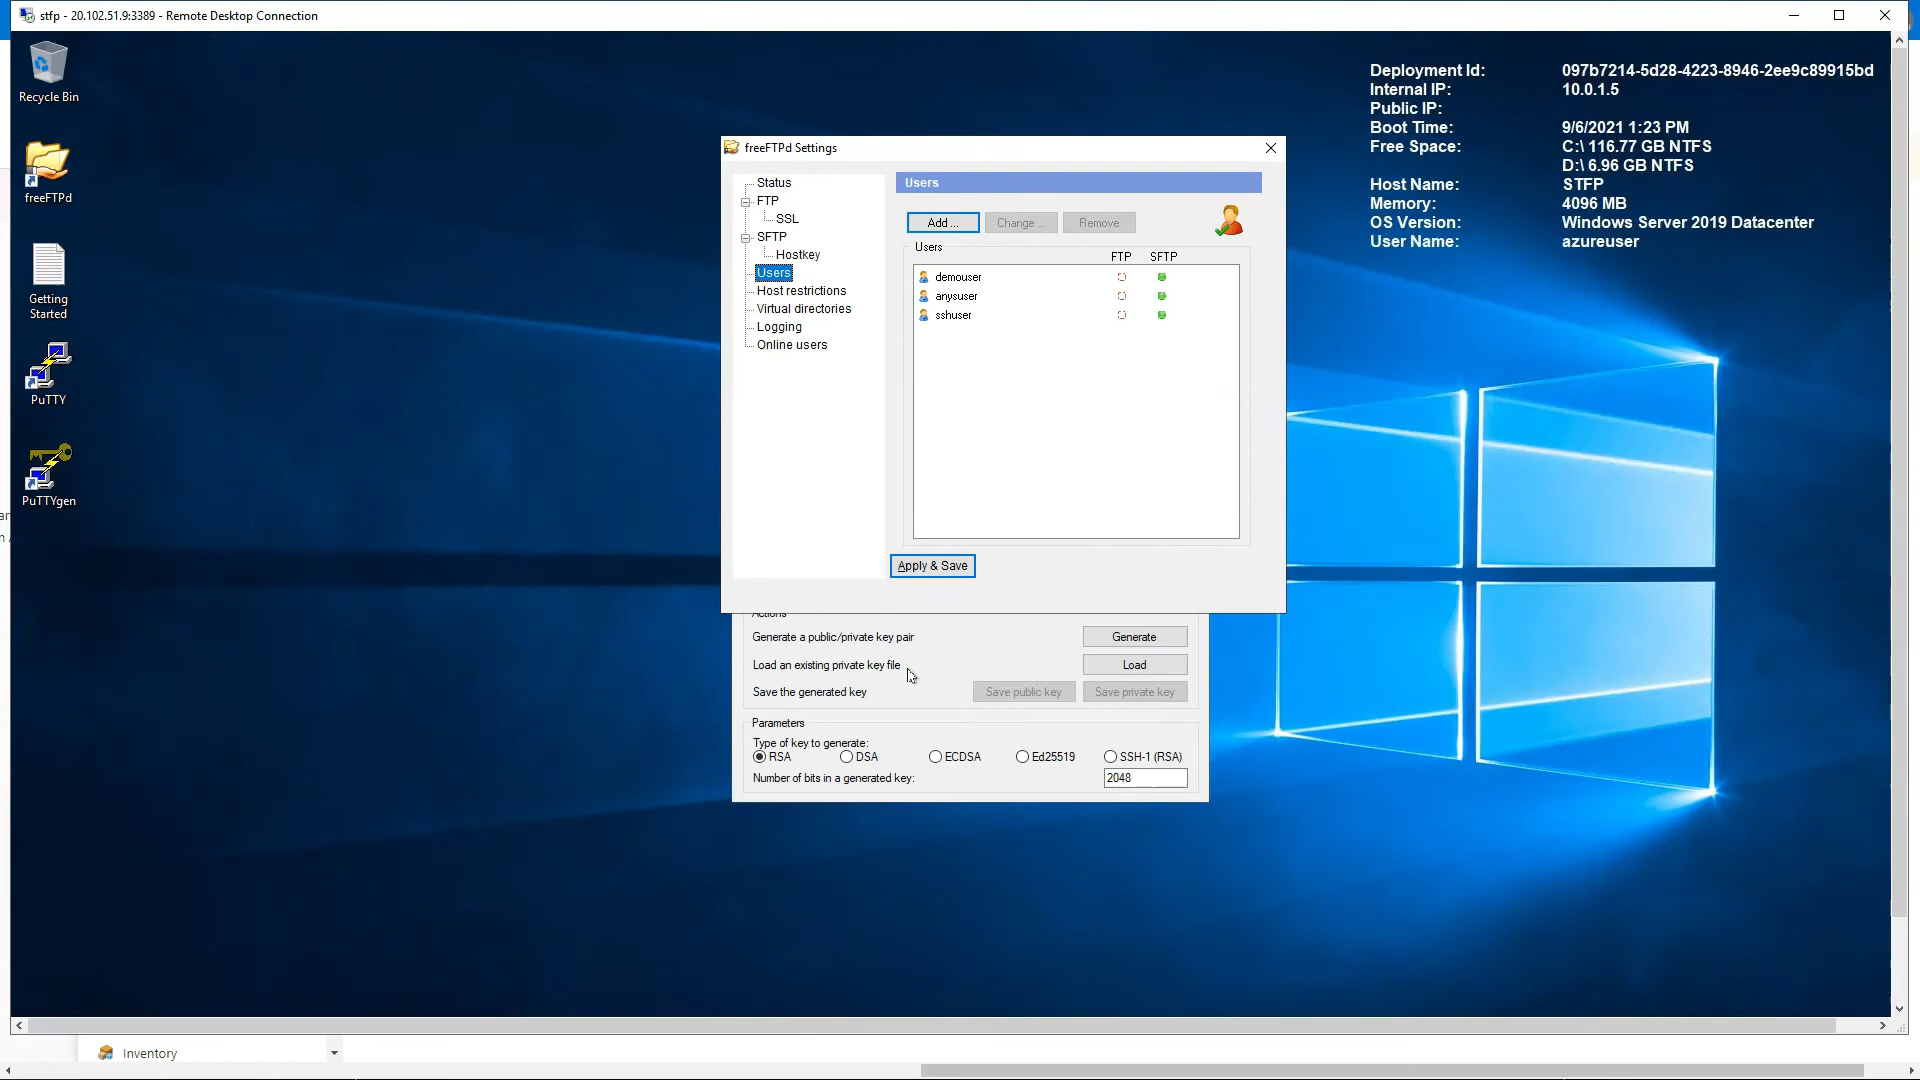 stfp - 20.102.51.9:3389 - Remote Desktop Connection
Recycle Bin
freeFTPd
Getting
Started
PuTTY
PuTTYgen
Deployment Id: 097b7214-5d28-4223-8946-2ee9c89915bd
Internal IP: 10.0.1.5
Public IP:
Boot Time: 9/6/2021 1:23 PM
Free Space: C:\ 116.77 GB NTFS
D:\ 6.96 GB NTFS
Host Name: STFP
Memory: 4096 MB
OS Version: Windows Server 2019 Datacenter
User Name: azureuser
freeFTPd Settings
Status
FTP
SSL
SFTP
Hostkey
Users
Host restrictions
Virtual directories
Logging
Online users
Users
Add ... Change ... Remove
Users
FTP SFTP
demouser
anysuser
sshuser
Apply & Save
Actions
Generate a public/private key pair Generate
Load an existing private key file Load
Save the generated key Save public key Save private key
Parameters
Type of key to generate:
RSA DSA ECDSA Ed25519 SSH-1 (RSA)
Number of bits in a generated key: 2048
Inventory